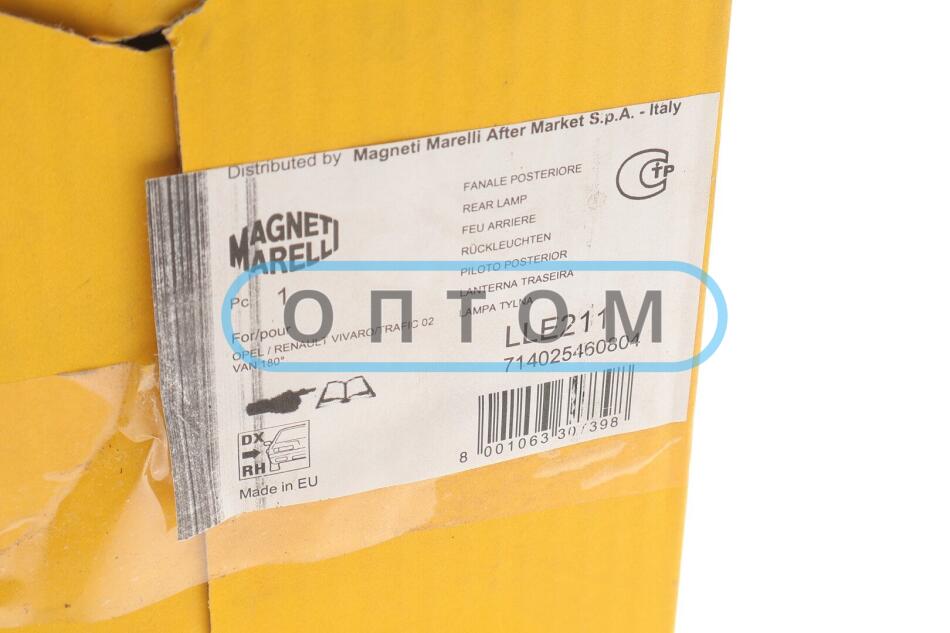 Distributed by Magneti Marelli After Market S.p.A. - Italy
FANALE POSTERIORE
REAR LAMP
FEU ARRIERE
RÜCKLEUCHTEN
PILOTO POSTERIOR
LANTERNA TRASEIRA
LAMPA TYLNA
MAGNETI
MARELLI
Pc. 1
ОПТОМ
For/pour
OPEL / RENAULT VIVARO/TRAFIC 02
VAN 180°
LLE211
714025460804
8 001063 307398
DX
RH
Made in EU